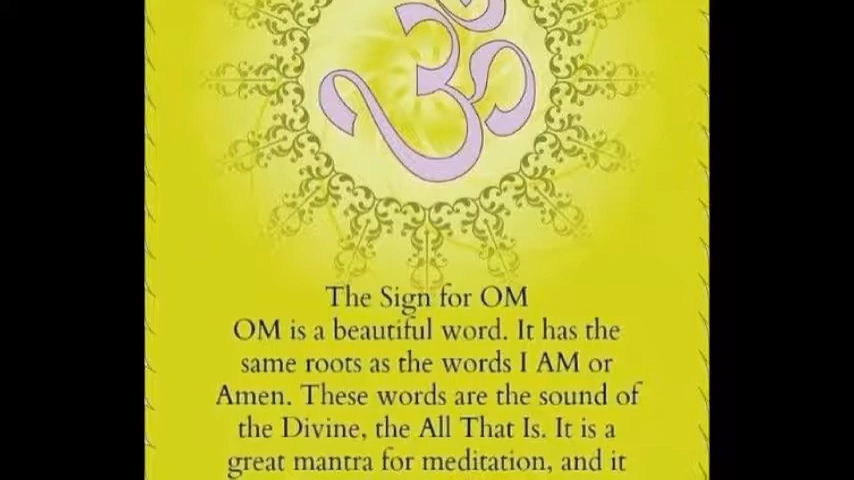 The Sign for OM
OM is a beautiful word. It has the
same roots as the words I AM or
Amen. These words are the sound of
the Divine, the All That Is. It is a
great mantra for meditation, and it